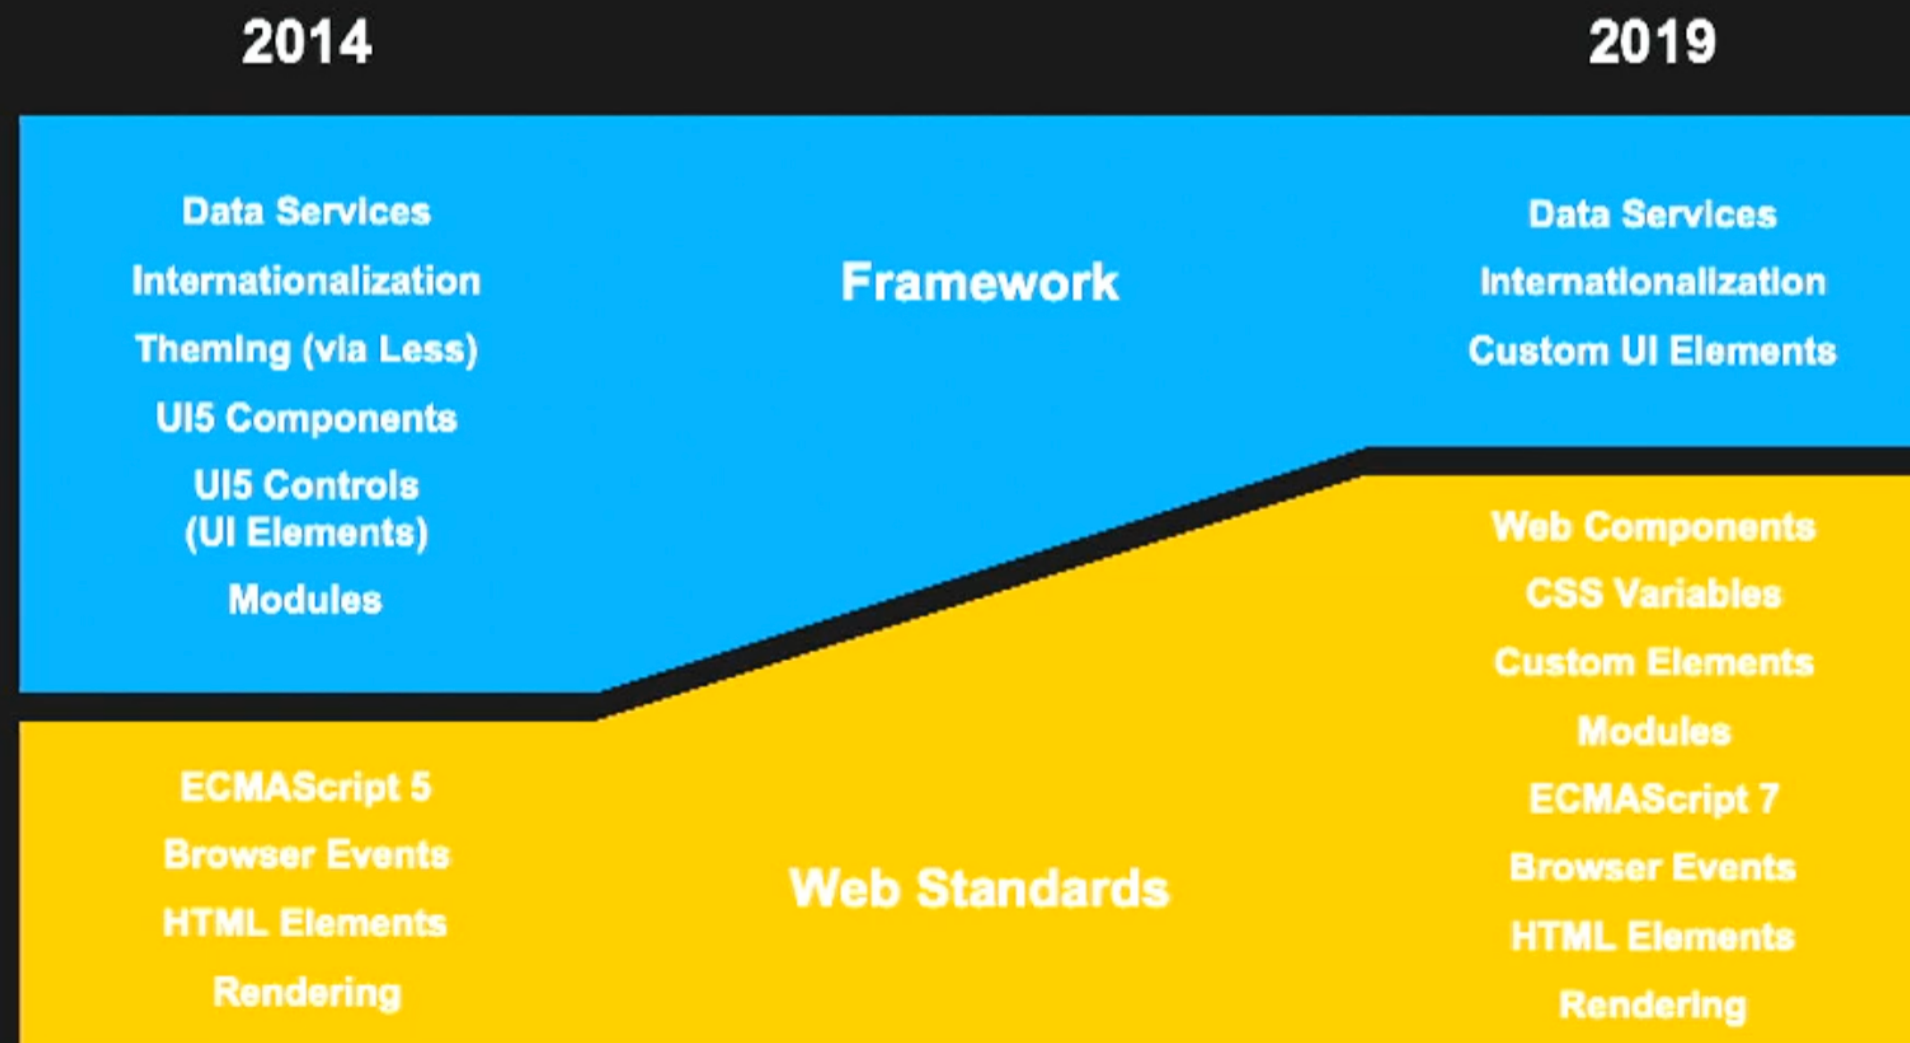 2014
2019
Data Services
Internationalization
Theming (via Less)
UI5 Components
UI5 Controls
(UI Elements)
Modules
Framework
Data Services
Internationalization
Custom UI Elements
ECMAScript 5
Browser Events
HTML Elements
Rendering
Web Standards
Web Components
CSS Variables
Custom Elements
Modules
ECMAScript 7
Browser Events
HTML Elements
Rendering